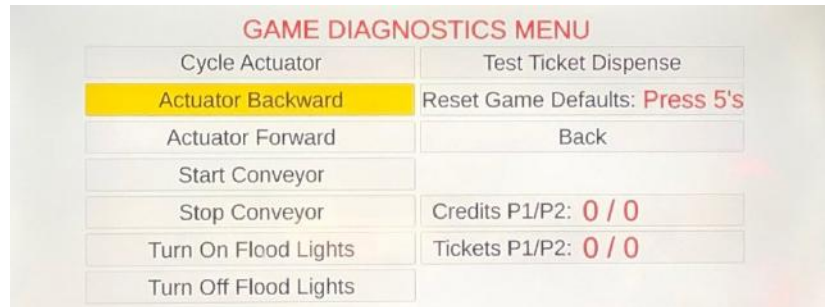 GAME DIAGNOSTICS MENU
Cycle Actuator
Test Ticket Dispense
Actuator Backward
Reset Game Defaults: Press 5's
Actuator Forward
Back
Start Conveyor
Stop Conveyor
Credits P1/P2: 0 / 0
Turn On Flood Lights
Tickets P1/P2: 0 / 0
Turn Off Flood Lights